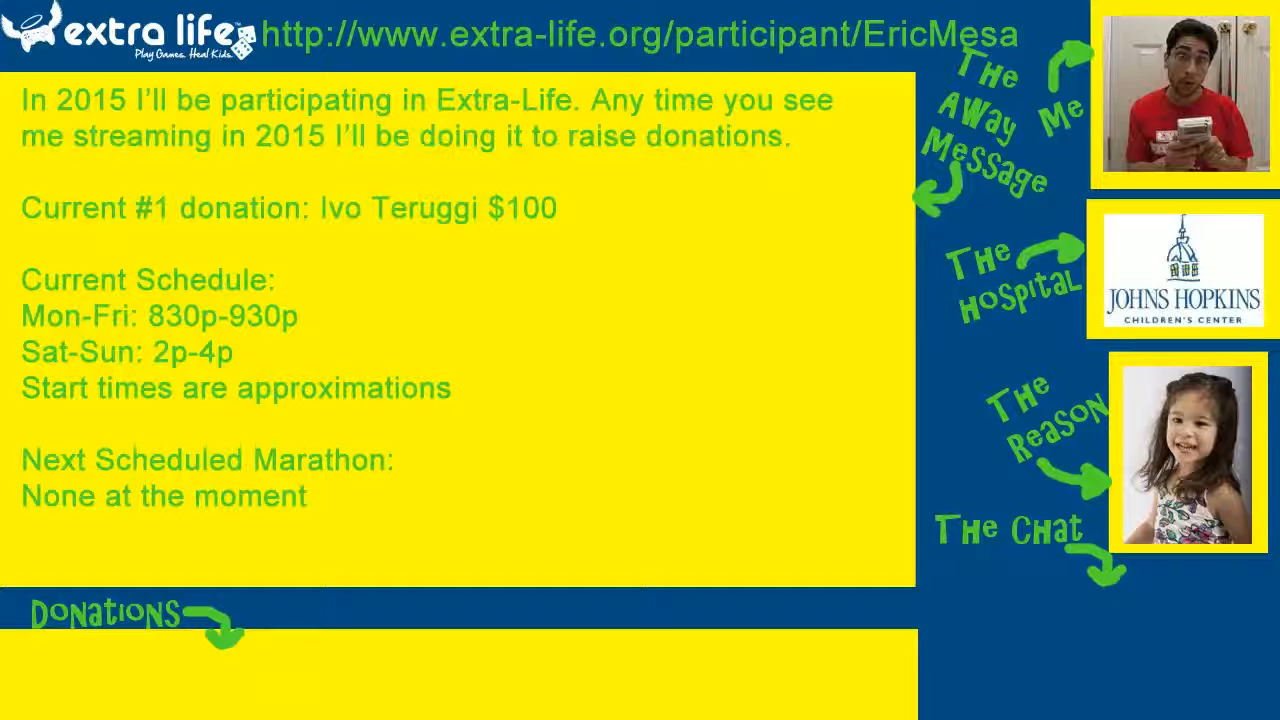 extra life
Play Games. Heal Kids.
http://www.extra-life.org/participant/EricMesa
In 2015 I'll be participating in Extra-Life. Any time you see
me streaming in 2015 I'll be doing it to raise donations.
Current #1 donation: Ivo Teruggi $100
Current Schedule:
Mon-Fri: 830p-930p
Sat-Sun: 2p-4p
Start times are approximations
Next Scheduled Marathon:
None at the moment
Donations
The
Away
Message
Me
The
Hospital
JOHNS HOPKINS
CHILDREN'S CENTER
The
Reason
The Chat